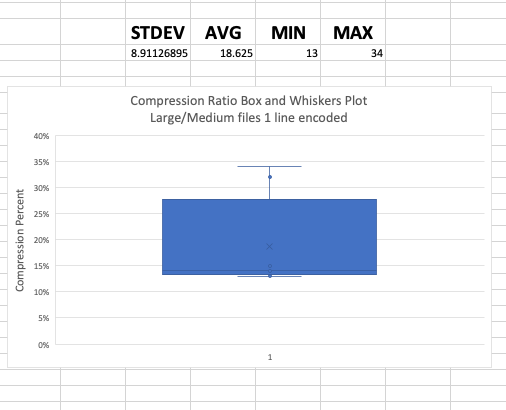 STDEV AVG MIN MAX
8.91126895 18.625 13 34
Compression Ratio Box and Whiskers Plot
Large/Medium files 1 line encoded
Compression Percent
40%
35%
30%
25%
20%
15%
10%
5%
0%
1